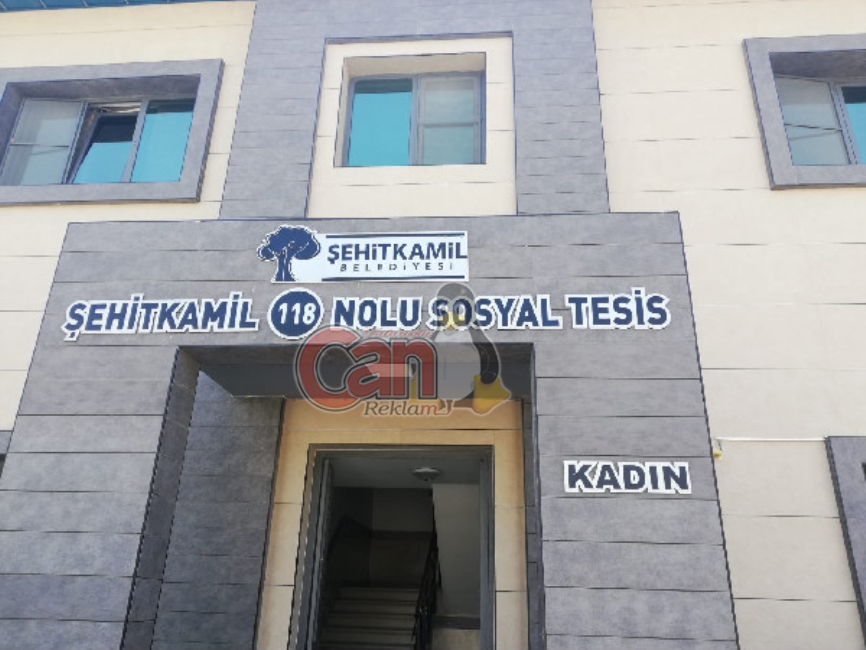 ŞEHİTKAMİL
BELEDİYESİ
ŞEHİTKAMİL 118 NOLU SOSYAL TESİS
Can
Reklam
KADIN